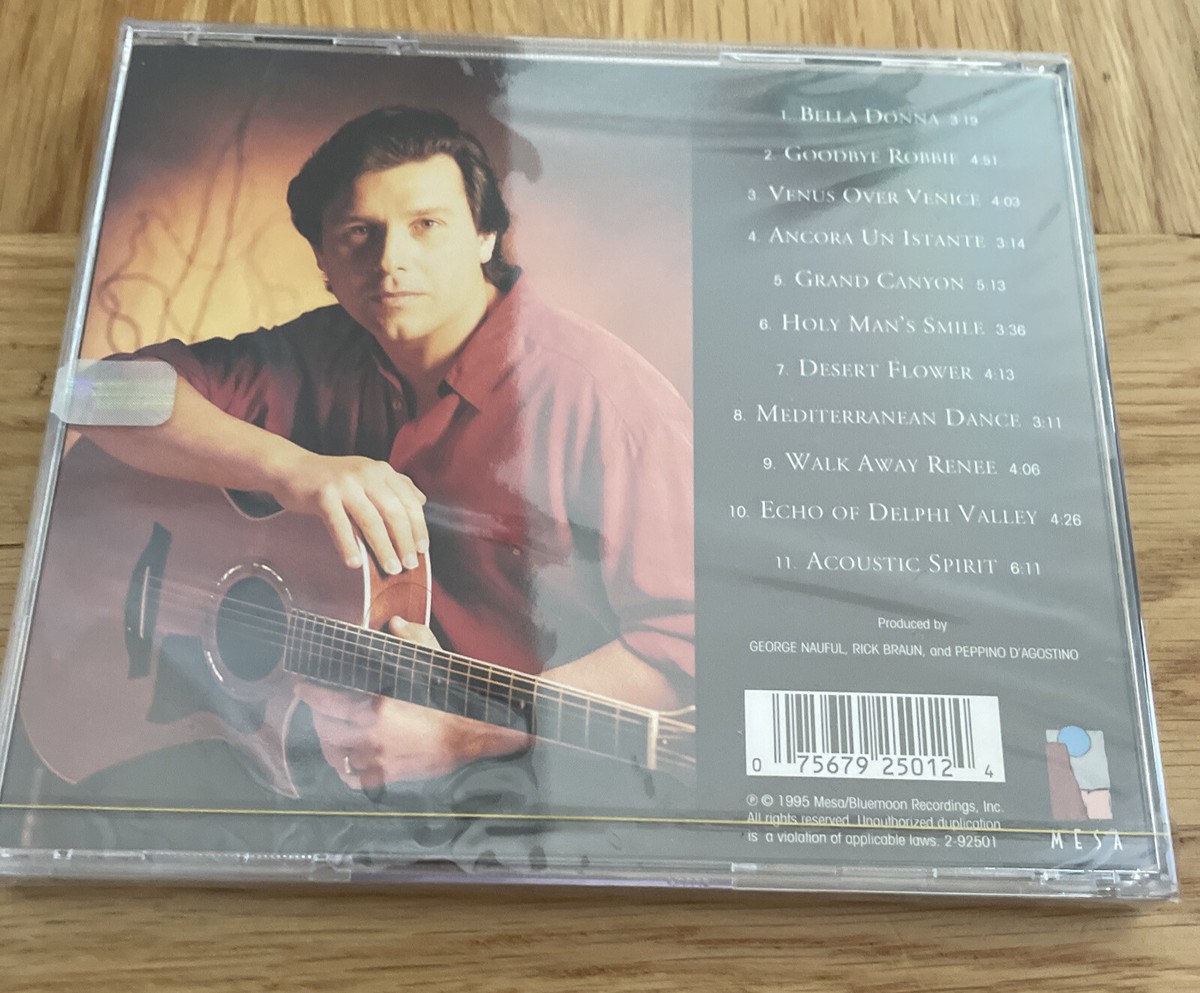 1. BELLA DONNA 3:19
2. GOODBYE ROBBIE 4:51
3. VENUS OVER VENICE 4:03
4. ANCORA UN ISTANTE 3:14
5. GRAND CANYON 5:13
6. HOLY MAN'S SMILE 3:36
7. DESERT FLOWER 4:13
8. MEDITERRANEAN DANCE 3:11
9. WALK AWAY RENEE 4:06
10. ECHO OF DELPHI VALLEY 4:26
11. ACOUSTIC SPIRIT 6:11
Produced by
GEORGE NAUFUL, RICK BRAUN, and PEPPINO D'AGOSTINO
0 75679 25012 4
℗ © 1995 Mesa/Bluemoon Recordings, Inc.
All rights reserved. Unauthorized duplication
is a violation of applicable laws. 2-92501
MESA